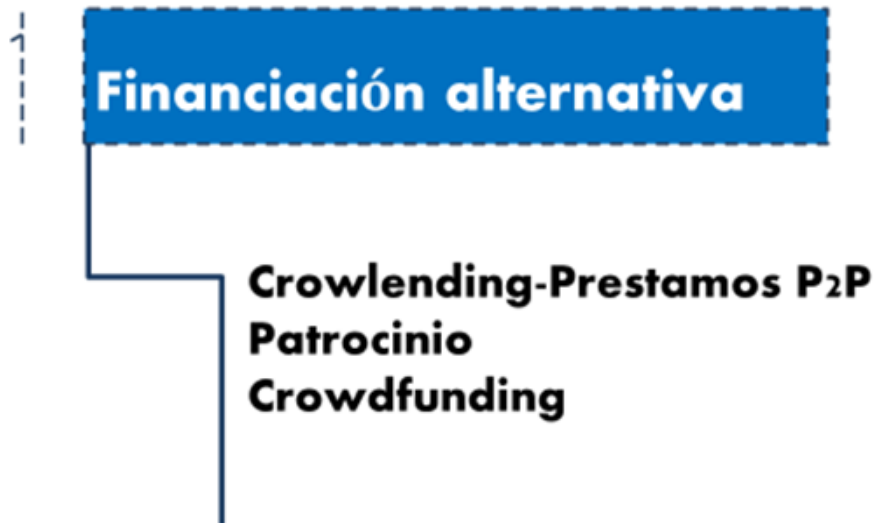 Financiación alternativa
Crowlending-Prestamos P2P
Patrocinio
Crowdfunding